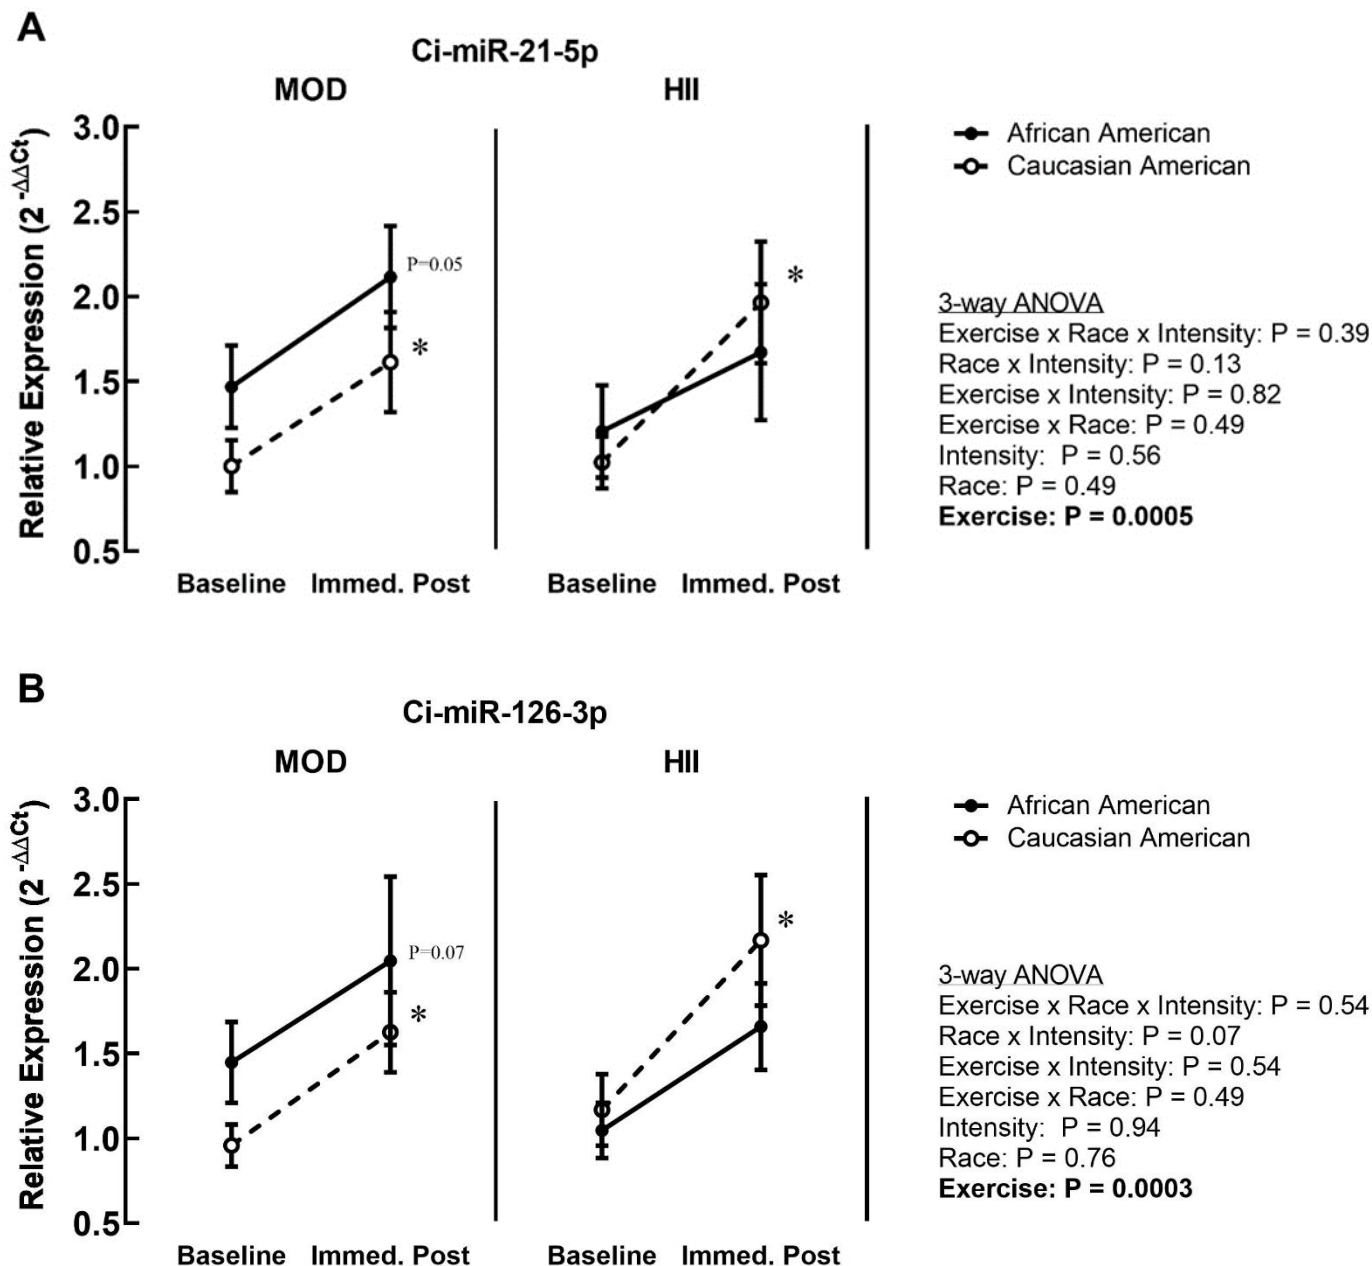 A
Ci-miR-21-5p
MOD
HII
Relative Expression (2 -ΔΔCt)
3.0
2.5
2.0
1.5
1.0
0.5
P=0.05
*
*
Baseline Immed. Post
Baseline Immed. Post
African American
Caucasian American
3-way ANOVA
Exercise x Race x Intensity: P = 0.39
Race x Intensity: P = 0.13
Exercise x Intensity: P = 0.82
Exercise x Race: P = 0.49
Intensity: P = 0.56
Race: P = 0.49
Exercise: P = 0.0005
B
Ci-miR-126-3p
MOD
HII
Relative Expression (2 -ΔΔCt)
3.0
2.5
2.0
1.5
1.0
0.5
P=0.07
*
*
Baseline Immed. Post
Baseline Immed. Post
African American
Caucasian American
3-way ANOVA
Exercise x Race x Intensity: P = 0.54
Race x Intensity: P = 0.07
Exercise x Intensity: P = 0.54
Exercise x Race: P = 0.49
Intensity: P = 0.94
Race: P = 0.76
Exercise: P = 0.0003